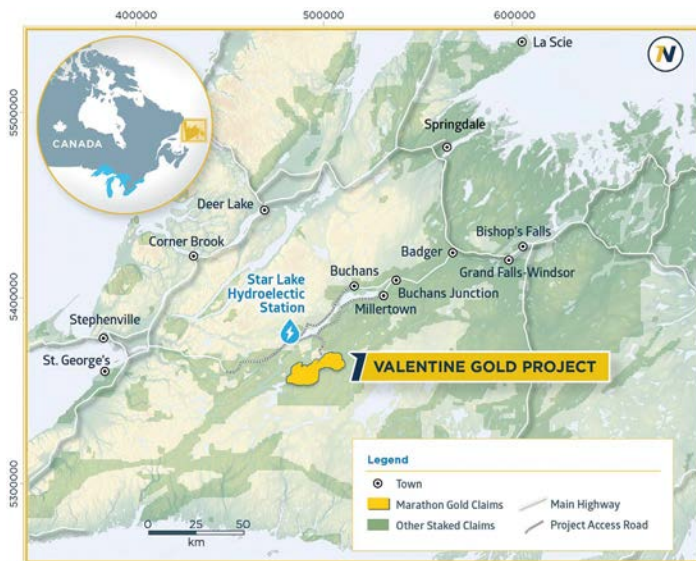 400000
500000
600000
5500000
5400000
5300000
CANADA
N
La Scie
Springdale
Deer Lake
Corner Brook
Bishop's Falls
Badger
Grand Falls-Windsor
Star Lake
Hydroelectic
Station
Buchans
Buchans Junction
Millertown
Stephenville
St. George's
VALENTINE GOLD PROJECT
Legend
Town
Marathon Gold Claims
Main Highway
Other Staked Claims
Project Access Road
50 25 0 50
km